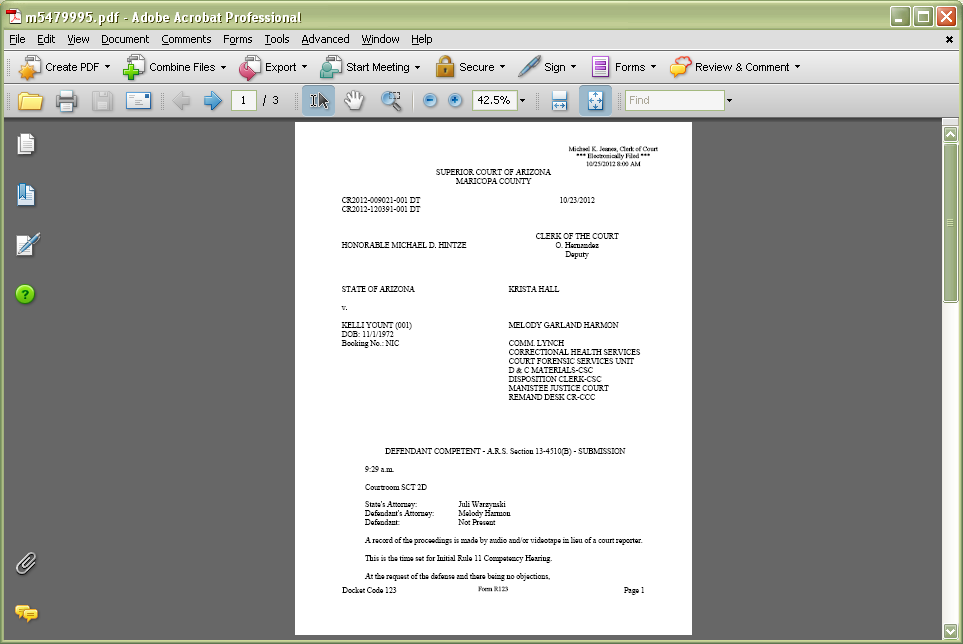 m5479995.pdf - Adobe Acrobat Professional
File Edit View Document Comments Forms Tools Advanced Window Help
Create PDF Combine Files Export Start Meeting Secure Sign Forms Review & Comment
1 / 3 42.5% Find
Michael K. Jeanes, Clerk of Court
*** Electronically Filed ***
10/25/2012 8:00 AM
SUPERIOR COURT OF ARIZONA
MARICOPA COUNTY
CR2012-009021-001 DT 10/23/2012
CR2012-120391-001 DT
CLERK OF THE COURT
HONORABLE MICHAEL D. HINTZE O. Hernandez
Deputy
STATE OF ARIZONA KRISTA HALL
v.
KELLI YOUNT (001) MELODY GARLAND HARMON
DOB: 11/1/1972
Booking No.: NIC COMM. LYNCH
CORRECTIONAL HEALTH SERVICES
COURT FORENSIC SERVICES UNIT
D & C MATERIALS-CSC
DISPOSITION CLERK-CSC
MANISTEE JUSTICE COURT
REMAND DESK CR-CCC
DEFENDANT COMPETENT - A.R.S. Section 13-4510(B) - SUBMISSION
9:29 a.m.
Courtroom SCT 2D
State's Attorney: Juli Warzynski
Defendant's Attorney: Melody Harmon
Defendant: Not Present
A record of the proceedings is made by audio and/or videotape in lieu of a court reporter.
This is the time set for Initial Rule 11 Competency Hearing.
At the request of the defense and there being no objections,
Docket Code 123 Form R123 Page 1